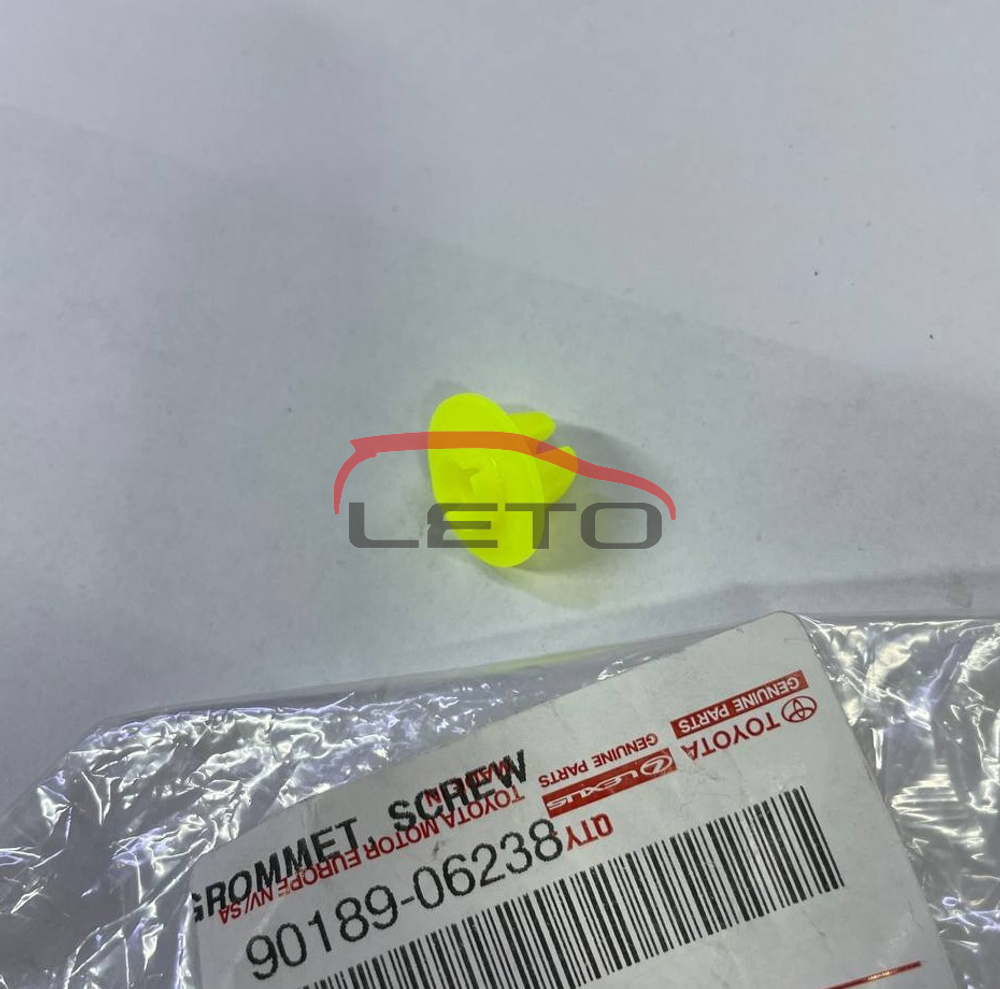 LETO
TOYOTA
GENUINE PARTS
LEXUS
GENUINE PARTS
TOYOTA MOTOR EUROPE NV/SA
QTY
GROMMET, SCREW
90189-06238